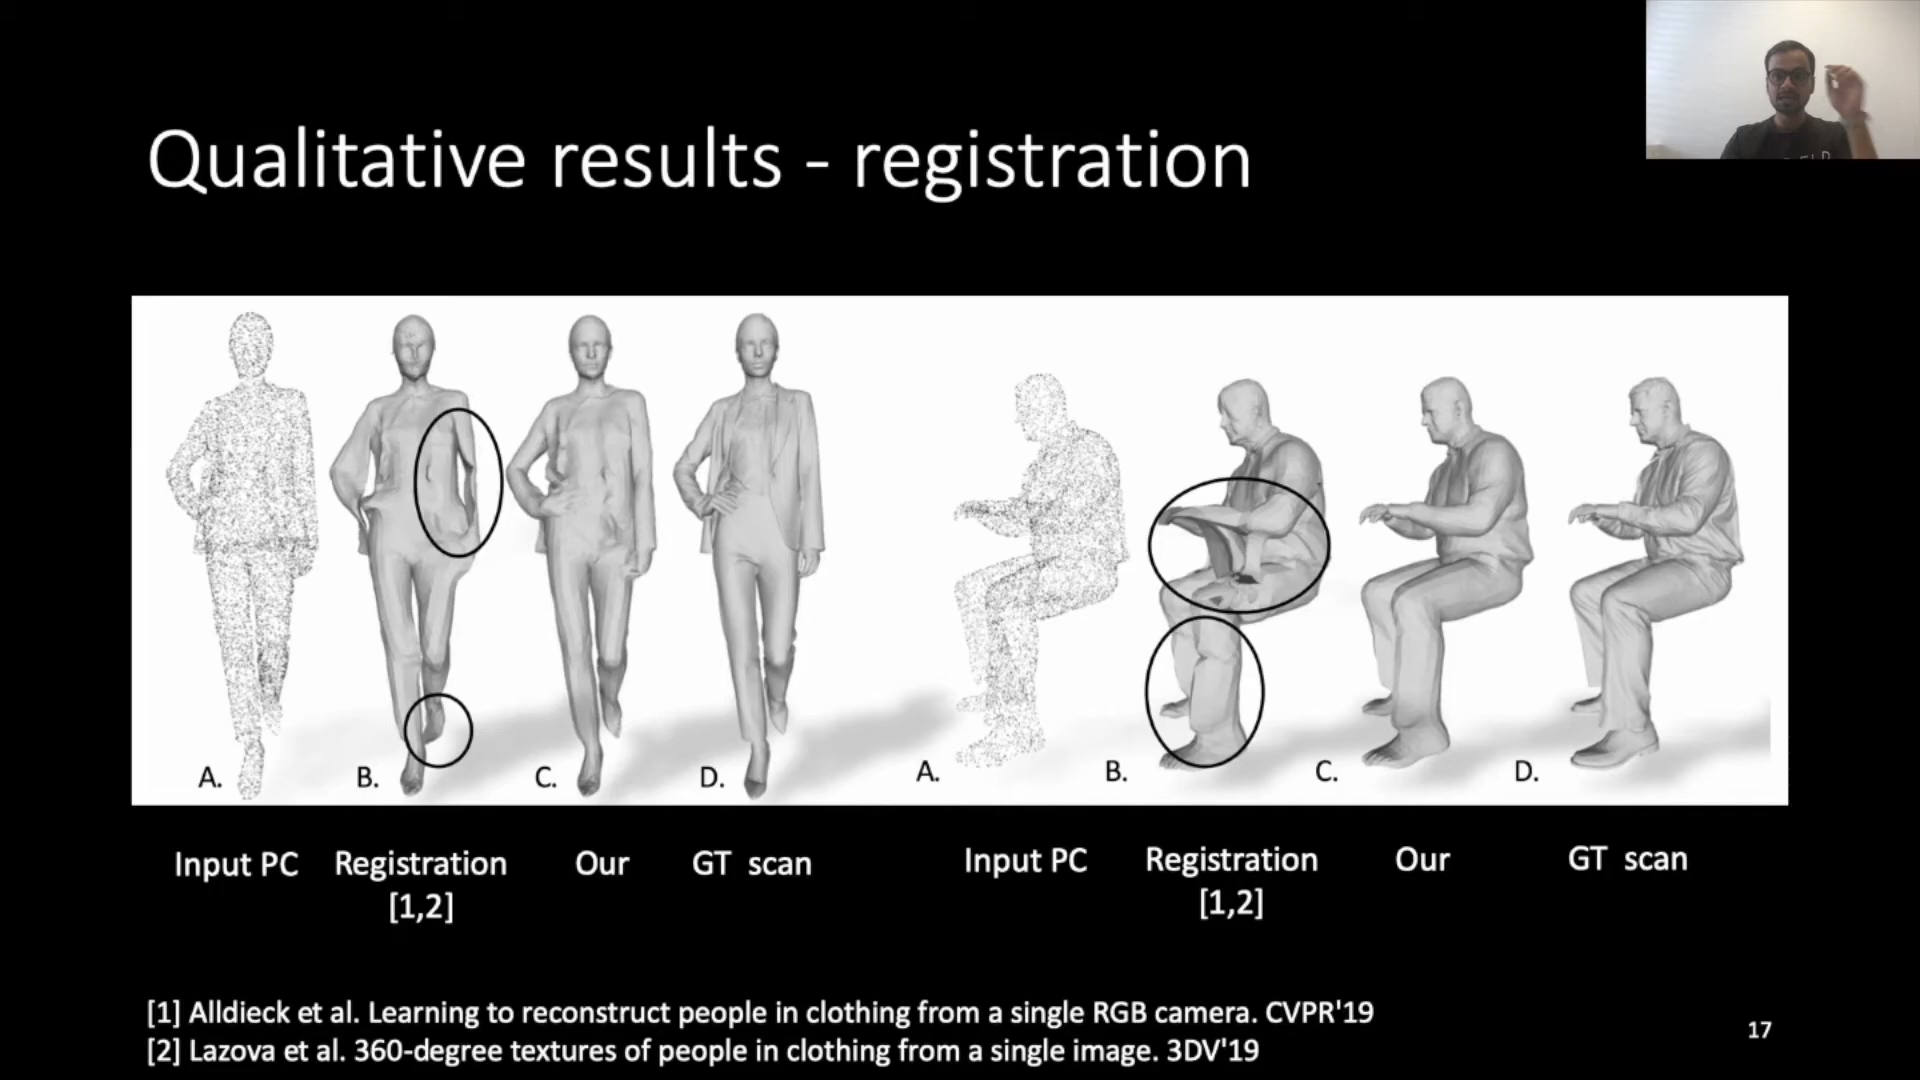 Qualitative results - registration
A. B. C. D. A. B. C. D.
Input PC Registration [1,2] Our GT scan Input PC Registration [1,2] Our GT scan
[1] Alldieck et al. Learning to reconstruct people in clothing from a single RGB camera. CVPR'19
[2] Lazova et al. 360-degree textures of people in clothing from a single image. 3DV'19
17